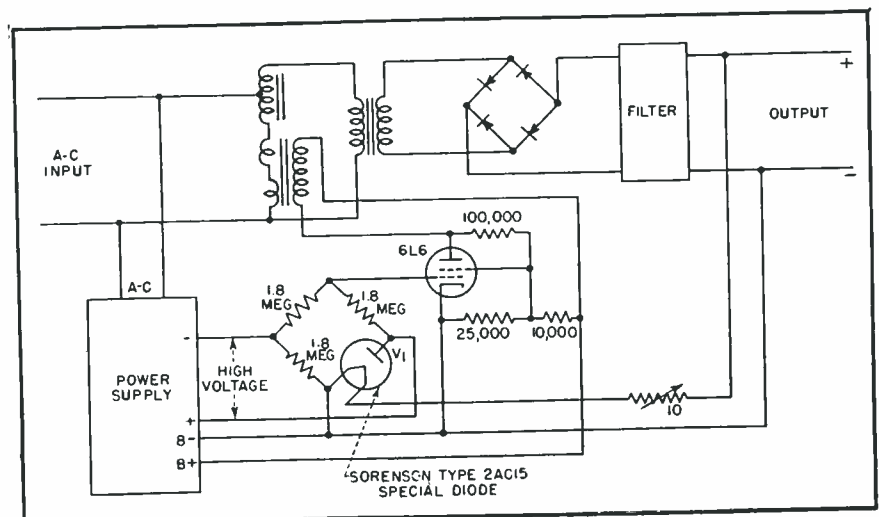 +
FILTER
OUTPUT
A-C
INPUT
-
100,000
6L6
A-C
1.8
MEG
1.8
MEG
25,000
10,000
-
1.8
MEG
V1
HIGH
VOLTAGE
POWER
SUPPLY
10
+
B-
B+
SORENSON TYPE 2AC15
SPECIAL DIODE